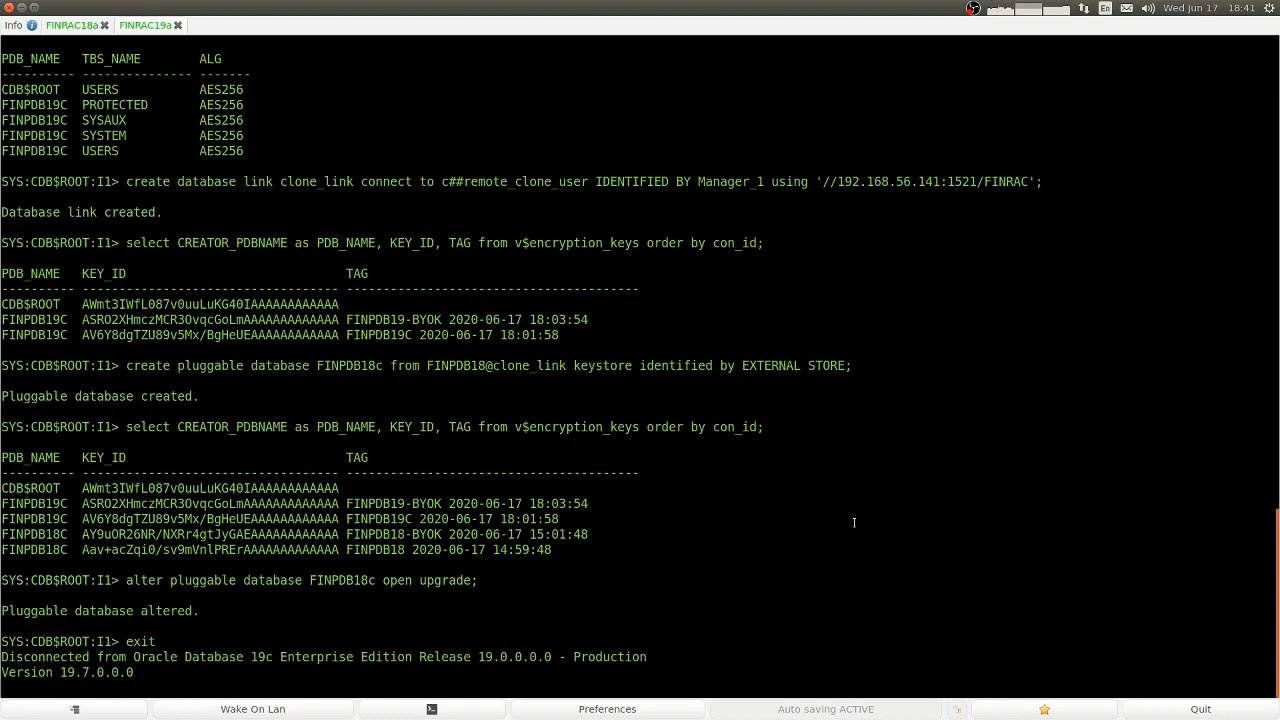 En Wed Jun 17 18:41
Info FINRAC18a FINRAC19a
PDB_NAME TBS_NAME ALG
---------- --------------- -------
CDB$ROOT USERS AES256
FINPDB19C PROTECTED AES256
FINPDB19C SYSAUX AES256
FINPDB19C SYSTEM AES256
FINPDB19C USERS AES256
SYS:CDB$ROOT:I1> create database link clone_link connect to c##remote_clone_user IDENTIFIED BY Manager_1 using '//192.168.56.141:1521/FINRAC';
Database link created.
SYS:CDB$ROOT:I1> select CREATOR_PDBNAME as PDB_NAME, KEY_ID, TAG from v$encryption_keys order by con_id;
PDB_NAME KEY_ID TAG
---------- ----------------------------------- ----------------------------------------
CDB$ROOT AWmt3IWfL087v0uuLuKG40IAAAAAAAAAAAA
FINPDB19C ASRO2XHmczMCR3OvqcGoLmAAAAAAAAAAAAA FINPDB19-BYOK 2020-06-17 18:03:54
FINPDB19C AV6Y8dgTZU89v5Mx/BgHeUEAAAAAAAAAAAA FINPDB19C 2020-06-17 18:01:58
SYS:CDB$ROOT:I1> create pluggable database FINPDB18c from FINPDB18@clone_link keystore identified by EXTERNAL STORE;
Pluggable database created.
SYS:CDB$ROOT:I1> select CREATOR_PDBNAME as PDB_NAME, KEY_ID, TAG from v$encryption_keys order by con_id;
PDB_NAME KEY_ID TAG
---------- ----------------------------------- ----------------------------------------
CDB$ROOT AWmt3IWfL087v0uuLuKG40IAAAAAAAAAAAA
FINPDB19C ASRO2XHmczMCR3OvqcGoLmAAAAAAAAAAAAA FINPDB19-BYOK 2020-06-17 18:03:54
FINPDB19C AV6Y8dgTZU89v5Mx/BgHeUEAAAAAAAAAAAA FINPDB19C 2020-06-17 18:01:58
FINPDB18C AY9uOR26NR/NXRr4gtJyGAEAAAAAAAAAAAA FINPDB18-BYOK 2020-06-17 15:01:48
FINPDB18C Aav+acZqi0/sv9mVnlPRErAAAAAAAAAAAAA FINPDB18 2020-06-17 14:59:48
SYS:CDB$ROOT:I1> alter pluggable database FINPDB18c open upgrade;
Pluggable database altered.
SYS:CDB$ROOT:I1> exit
Disconnected from Oracle Database 19c Enterprise Edition Release 19.0.0.0.0 - Production
Version 19.7.0.0.0
Wake On Lan Preferences Auto saving ACTIVE Quit